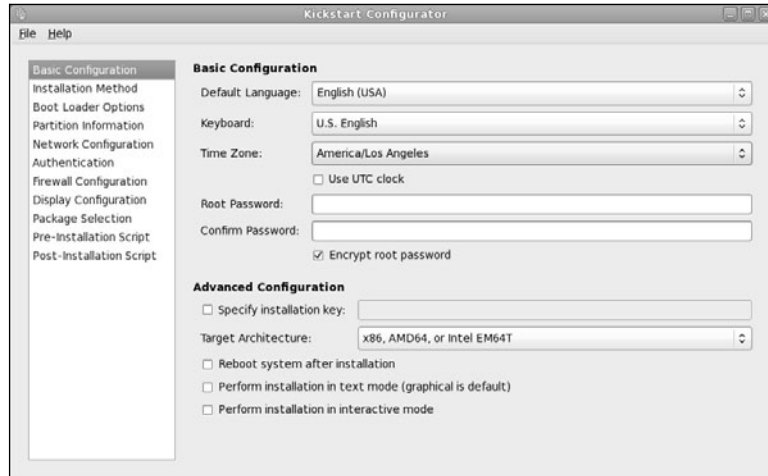 Kickstart Configurator
File Help
Basic Configuration
Installation Method
Boot Loader Options
Partition Information
Network Configuration
Authentication
Firewall Configuration
Display Configuration
Package Selection
Pre-Installation Script
Post-Installation Script
Basic Configuration
Default Language: English (USA)
Keyboard: U.S. English
Time Zone: America/Los Angeles
Use UTC clock
Root Password:
Confirm Password:
Encrypt root password
Advanced Configuration
Specify installation key:
Target Architecture: x86, AMD64, or Intel EM64T
Reboot system after installation
Perform installation in text mode (graphical is default)
Perform installation in interactive mode